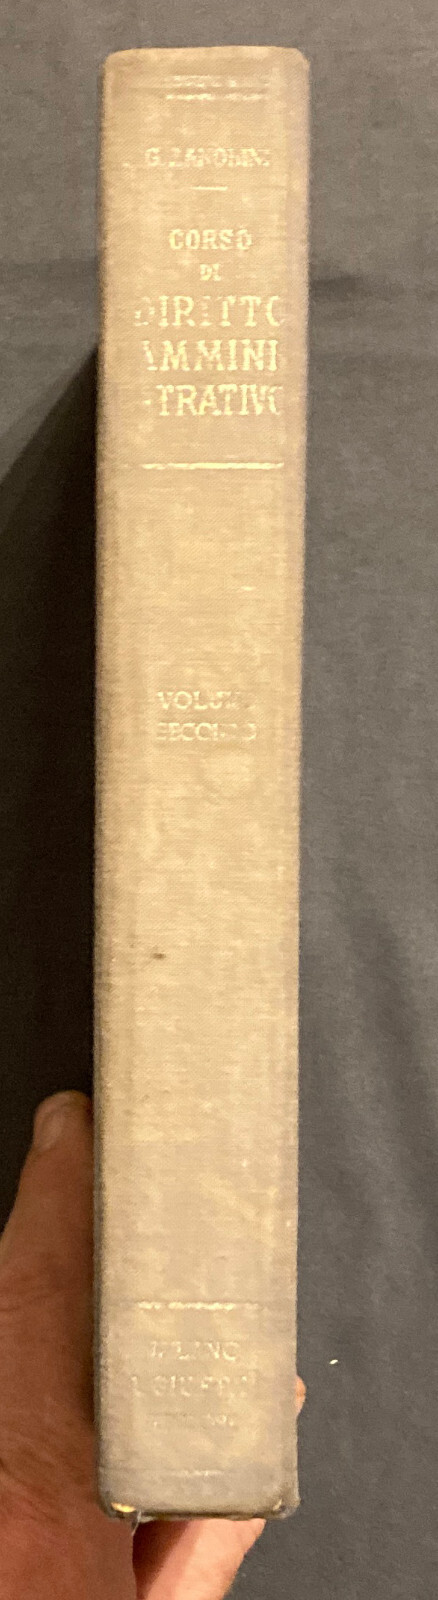 G. ZANOBINI
CORSO
DI
DIRITTO
AMMINI
STRATIVO
VOLUME
SECONDO
MILANO
GIUFFRÈ